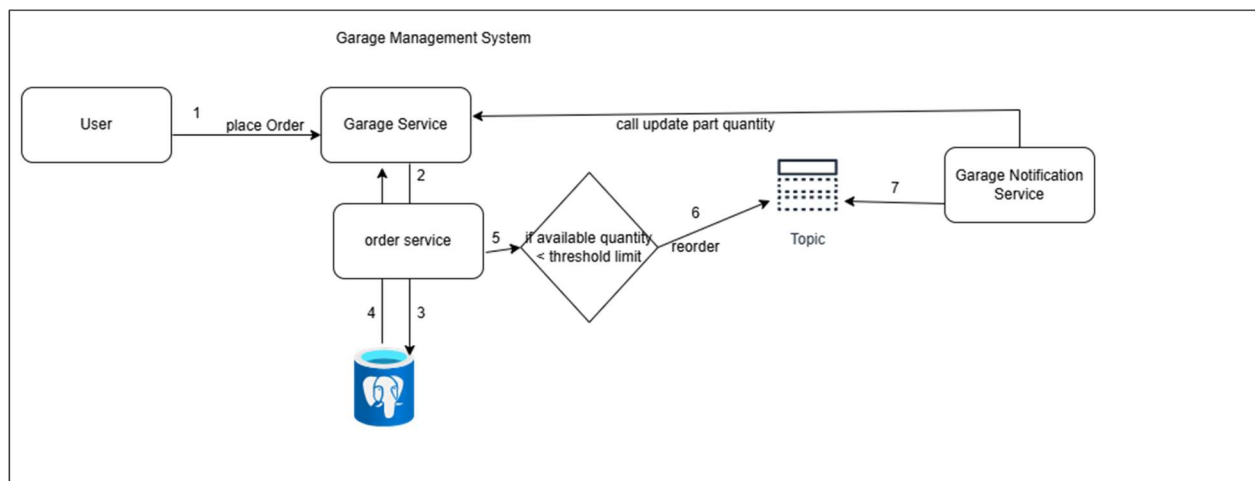 Garage Management System
User
1
place Order
Garage Service
call update part quantity
2
order service
5
if available quantity
< threshold limit
6
reorder
Topic
7
Garage Notification
Service
4
3